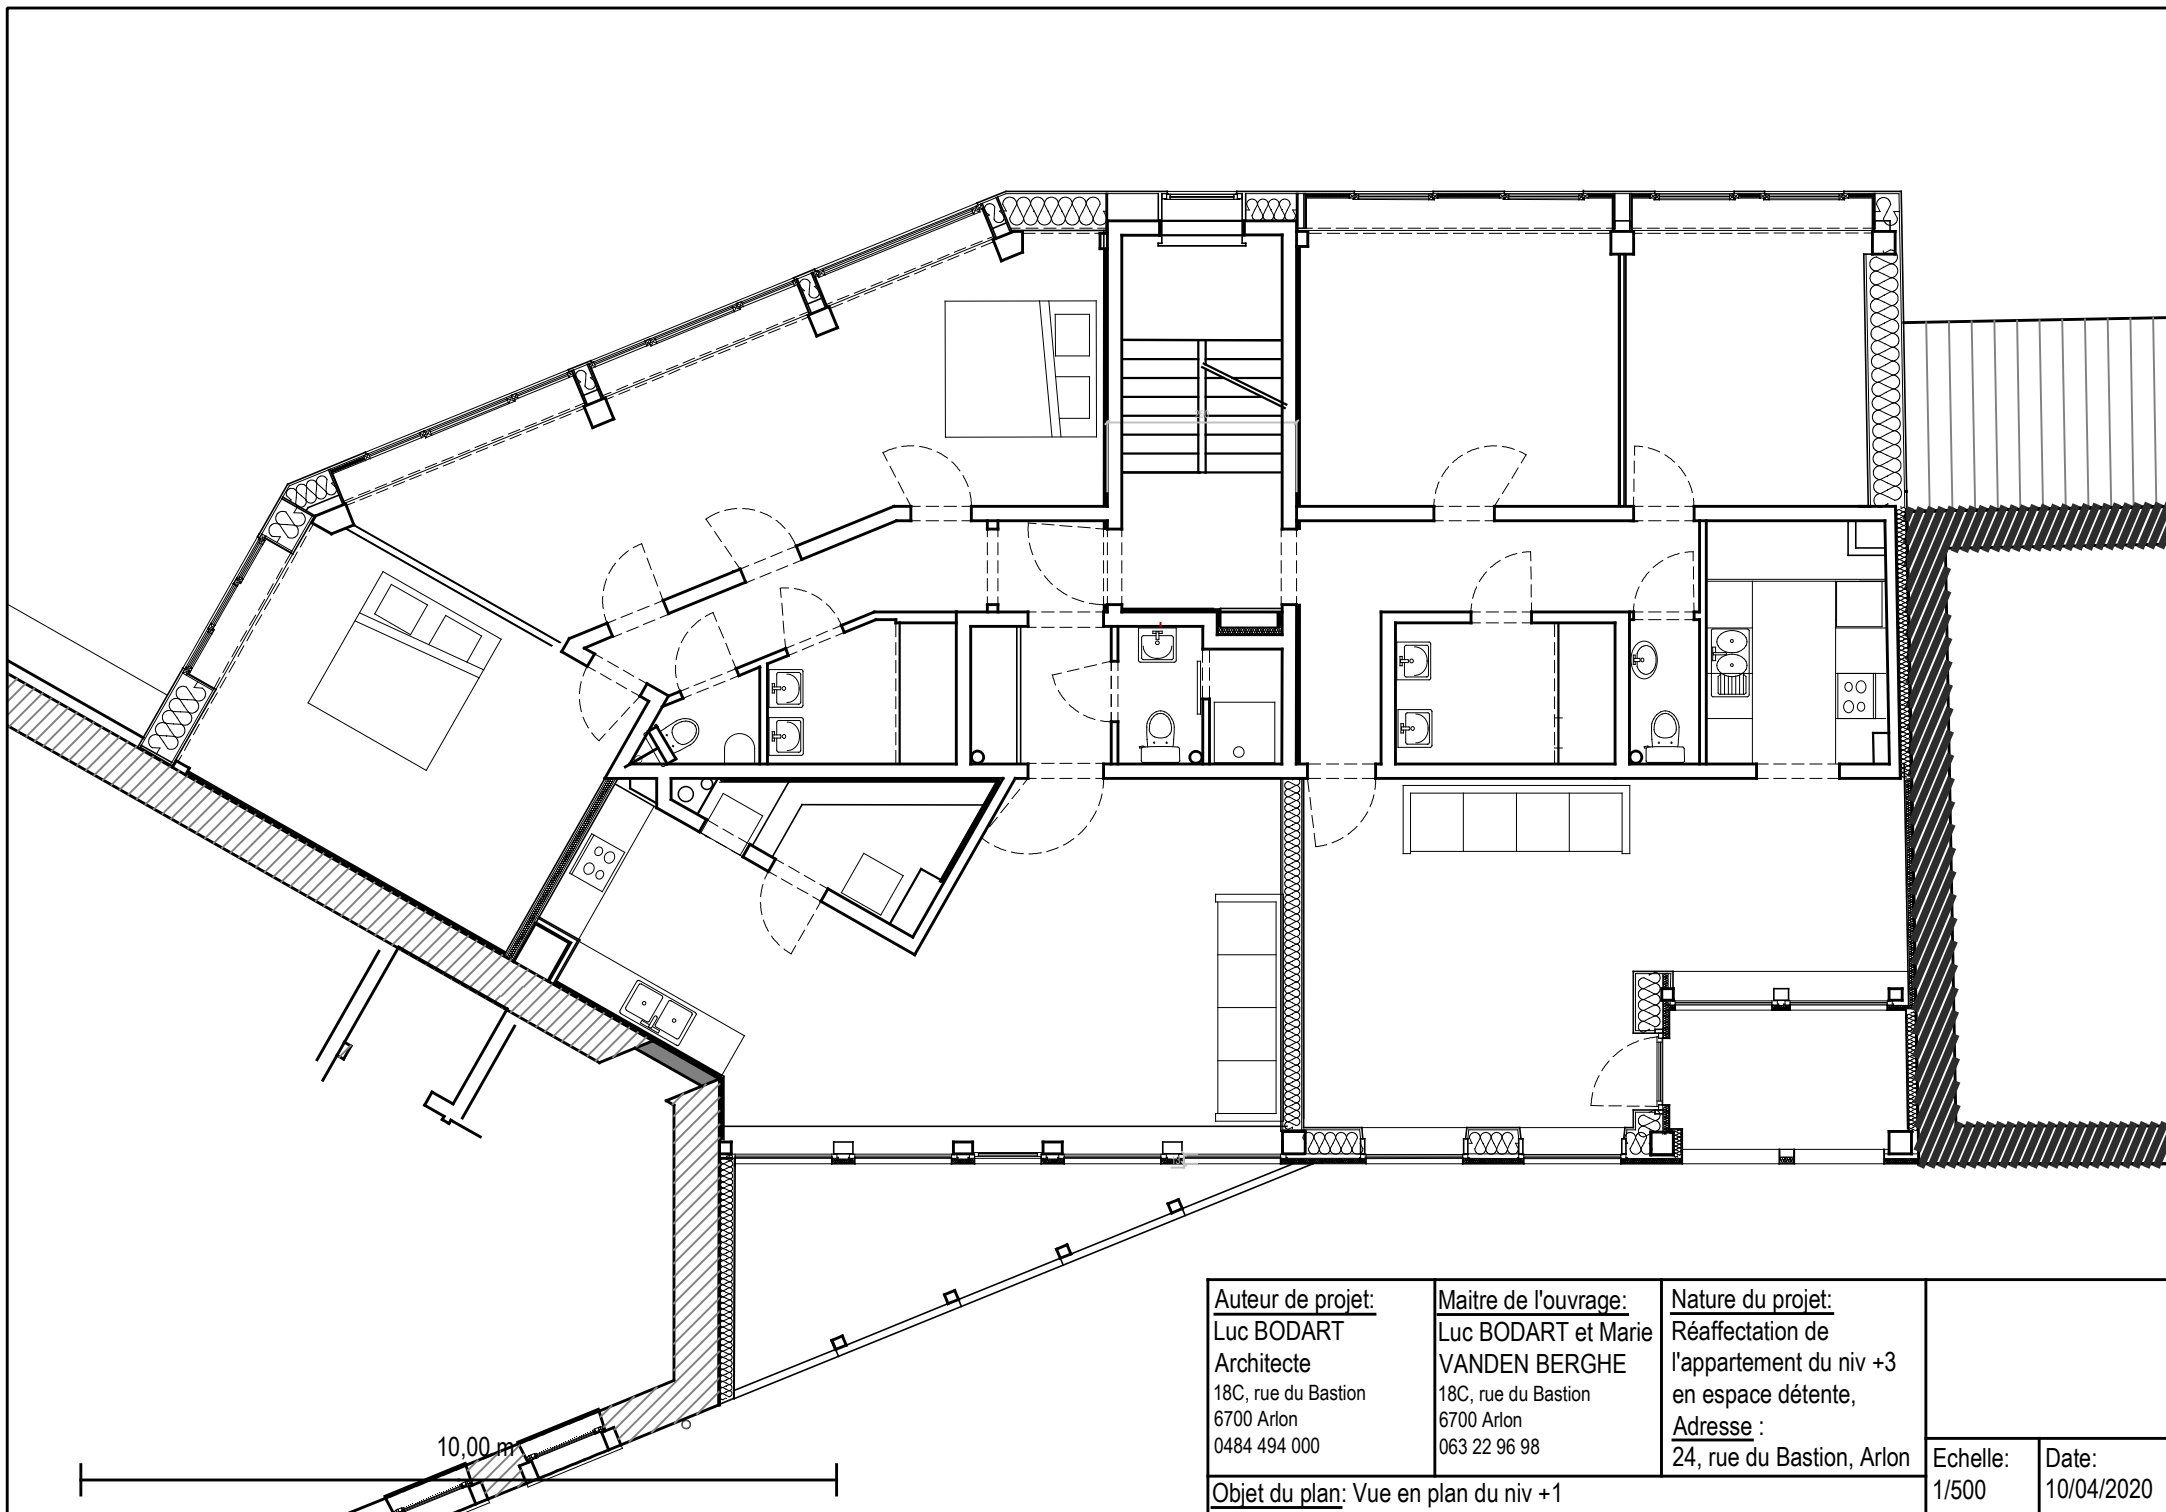 10,00 m
Auteur de projet:
Luc BODART
Architecte
18C, rue du Bastion
6700 Arlon
0484 494 000
Maitre de l'ouvrage:
Luc BODART et Marie
VANDEN BERGHE
18C, rue du Bastion
6700 Arlon
063 22 96 98
Nature du projet:
Réaffectation de
l'appartement du niv +3
en espace détente,
Adresse :
24, rue du Bastion, Arlon
Echelle:
1/500
Date:
10/04/2020
Objet du plan: Vue en plan du niv +1